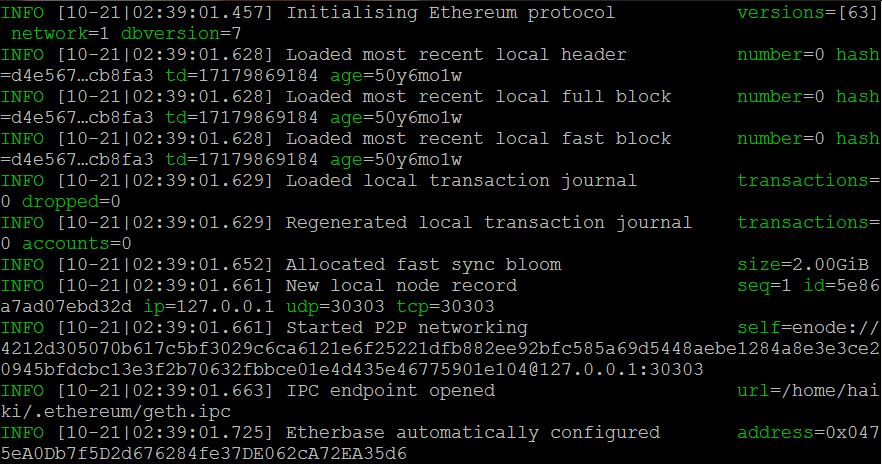 INFO [10-21|02:39:01.457] Initialising Ethereum protocol           versions=[63]
 network=1 dbversion=7
INFO [10-21|02:39:01.628] Loaded most recent local header          number=0 hash
=d4e567…cb8fa3 td=17179869184 age=50y6mo1w
INFO [10-21|02:39:01.628] Loaded most recent local full block      number=0 hash
=d4e567…cb8fa3 td=17179869184 age=50y6mo1w
INFO [10-21|02:39:01.628] Loaded most recent local fast block      number=0 hash
=d4e567…cb8fa3 td=17179869184 age=50y6mo1w
INFO [10-21|02:39:01.629] Loaded local transaction journal         transactions=
0 dropped=0
INFO [10-21|02:39:01.629] Regenerated local transaction journal    transactions=
0 accounts=0
INFO [10-21|02:39:01.652] Allocated fast sync bloom                size=2.00GiB
INFO [10-21|02:39:01.661] New local node record                    seq=1 id=5e86
a7ad07ebd32d ip=127.0.0.1 udp=30303 tcp=30303
INFO [10-21|02:39:01.661] Started P2P networking                   self=enode://
4212d305070b617c5bf3029c6ca6121e6f25221dfb882ee92bfc585a69d5448aebe1284a8e3e3ce2
0945bfdcbc13e3f2b70632fbbce01e4d435e46775901e104@127.0.0.1:30303
INFO [10-21|02:39:01.663] IPC endpoint opened                      url=/home/hai
ki/.ethereum/geth.ipc
INFO [10-21|02:39:01.725] Etherbase automatically configured       address=0x047
5eA0Db7f5D2d676284fe37DE062cA72EA35d6